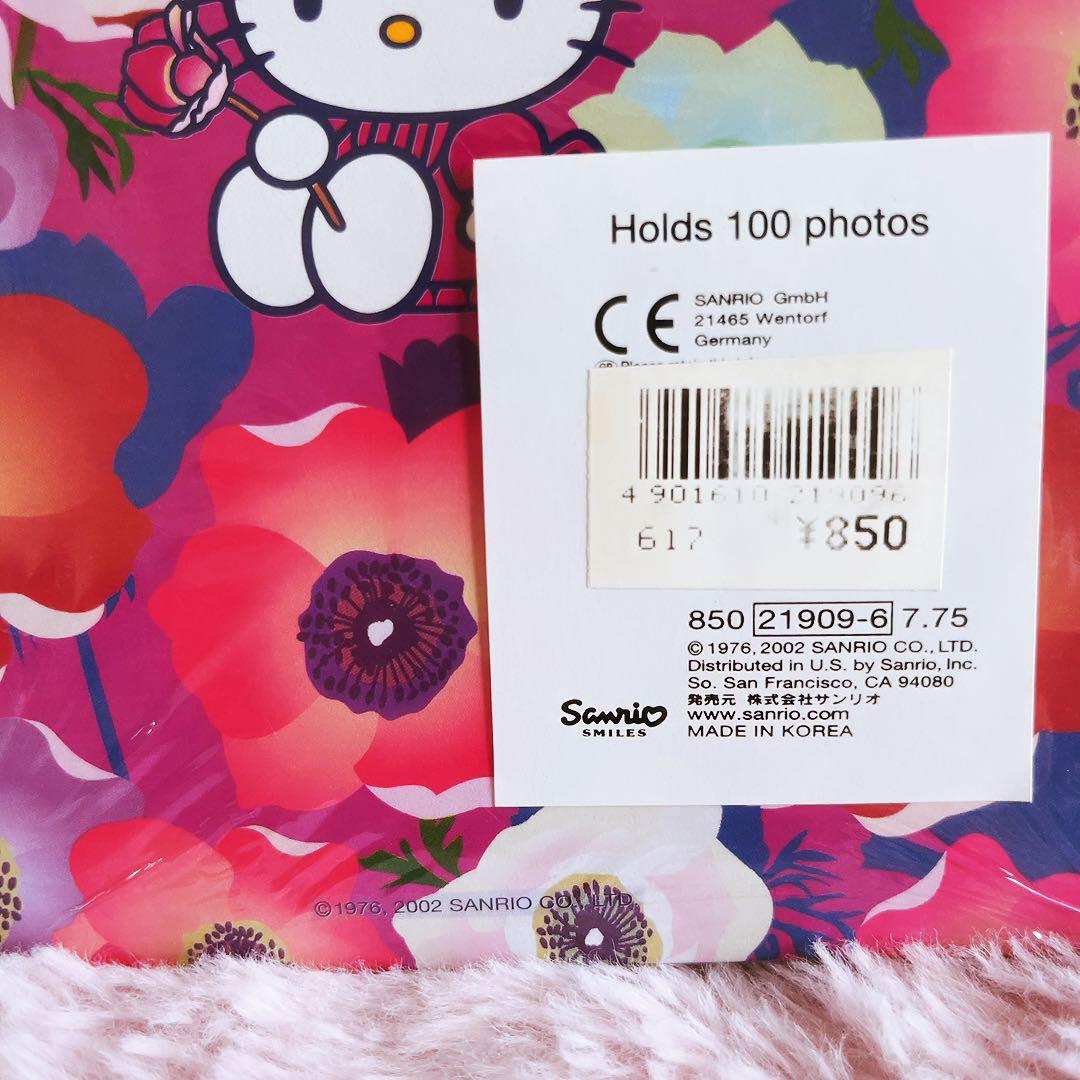 Holds 100 photos
CE
SANRIO GmbH
21465 Wentorf
Germany
GB Please
4 901610 219096
617 ¥850
850 21909-6 7.75
©1976, 2002 SANRIO CO., LTD.
Distributed in U.S. by Sanrio, Inc.
So. San Francisco, CA 94080
発売元 株式会社サンリオ
www.sanrio.com
MADE IN KOREA
Sanrio
SMILES
©1976, 2002 SANRIO CO., LTD.